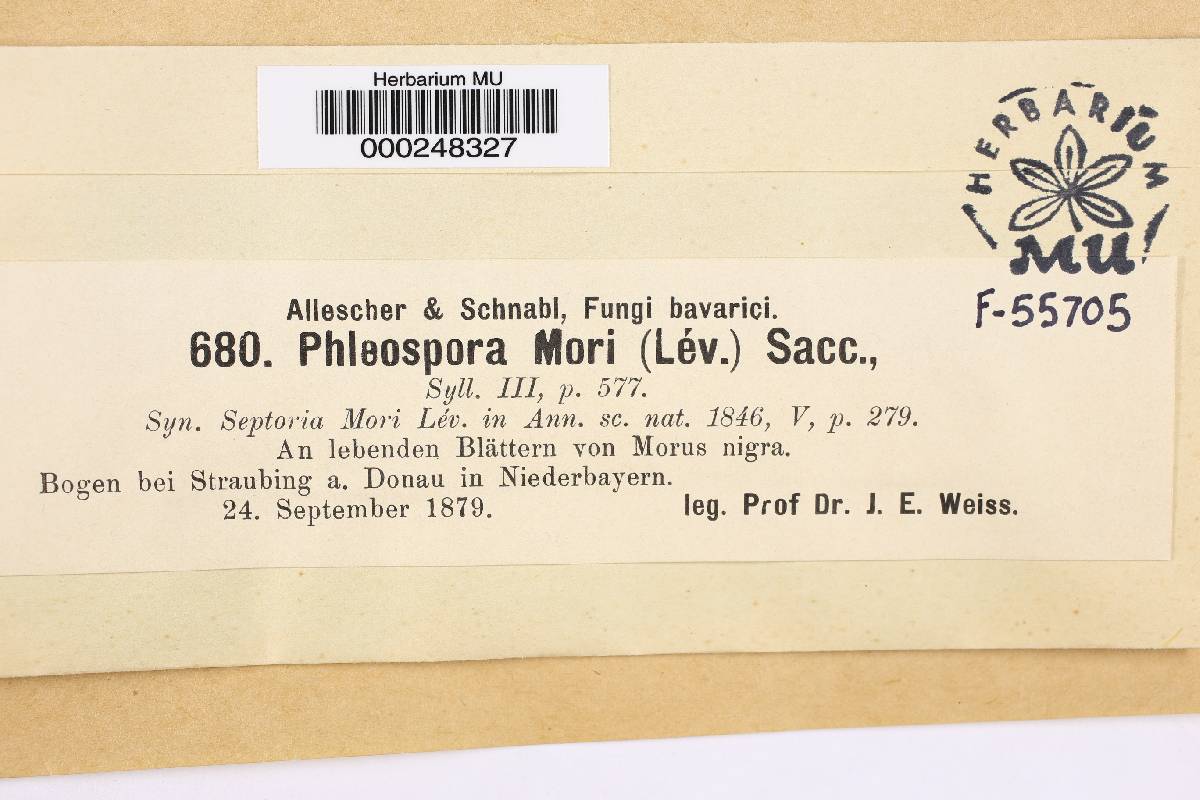 Herbarium MU
000248327
HERBARIUM
MU
F-55705
Allescher & Schnabl, Fungi bavarici.
680. Phleospora Mori (Lév.) Sacc.,
Syll. III, p. 577.
Syn. Septoria Mori Lév. in Ann. sc. nat. 1846, V, p. 279.
An lebenden Blättern von Morus nigra.
Bogen bei Straubing a. Donau in Niederbayern.
24. September 1879. leg. Prof Dr. J. E. Weiss.